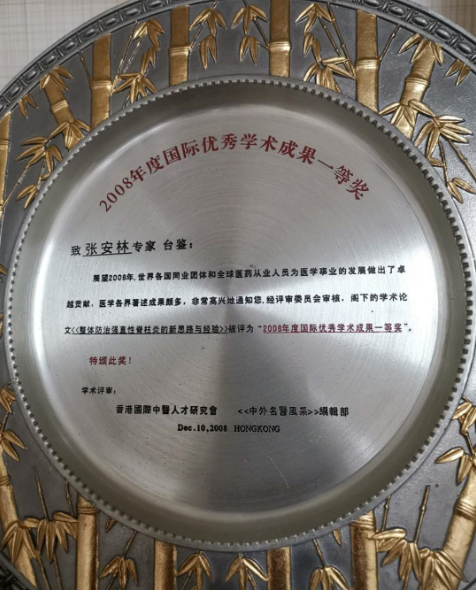 2008年度国际优秀学术成果一等奖
致 张安林 专家 台鉴：
展望2008年，世界各国同业团体和全球医药从业人员为医学事业的发展做出了卓
越贡献，医学各界著述成果颇多，非常高兴地通知您，经评审委员会审核，阁下的学术论
文<<整体防治强直性脊柱炎的新思路与经验>>被评为“2008年度国际优秀学术成果一等奖”。
特颁此奖！
学术评审：
香港國際中醫人才研究會 <<中外名醫風采>>编輯部
Dec.10,2008 HONGKONG